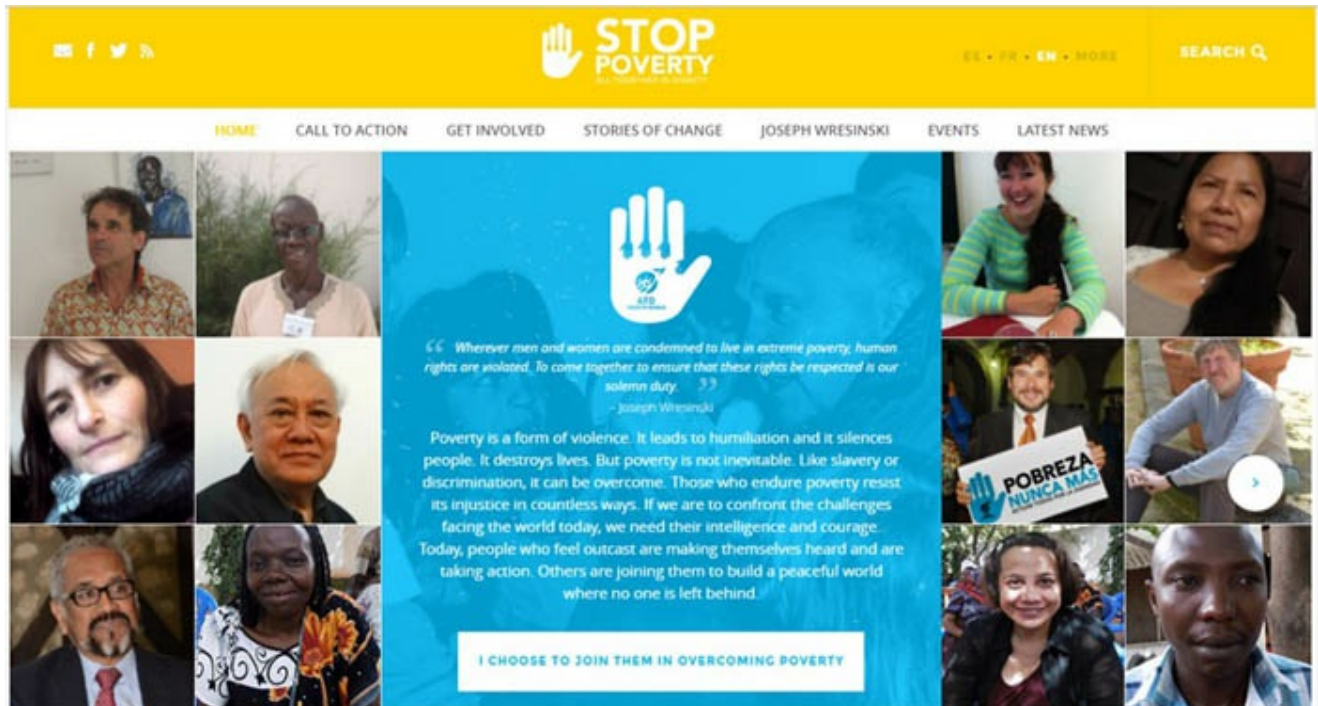 STOP
POVERTY
ALL TOGETHER IN DIGNITY
ES • FR • EN • MORE
SEARCH
HOME
CALL TO ACTION
GET INVOLVED
STORIES OF CHANGE
JOSEPH WRESINSKI
EVENTS
LATEST NEWS
ATD
“ Wherever men and women are condemned to live in extreme poverty, human
rights are violated. To come together to ensure that these rights be respected is our
solemn duty. ”
- Joseph Wresinski
Poverty is a form of violence. It leads to humiliation and it silences
people. It destroys lives. But poverty is not inevitable. Like slavery or
discrimination, it can be overcome. Those who endure poverty resist
its injustice in countless ways. If we are to confront the challenges
facing the world today, we need their intelligence and courage.
Today, people who feel outcast are making themselves heard and are
taking action. Others are joining them to build a peaceful world
where no one is left behind.
I CHOOSE TO JOIN THEM IN OVERCOMING POVERTY
POBREZA
NUNCA MÁS